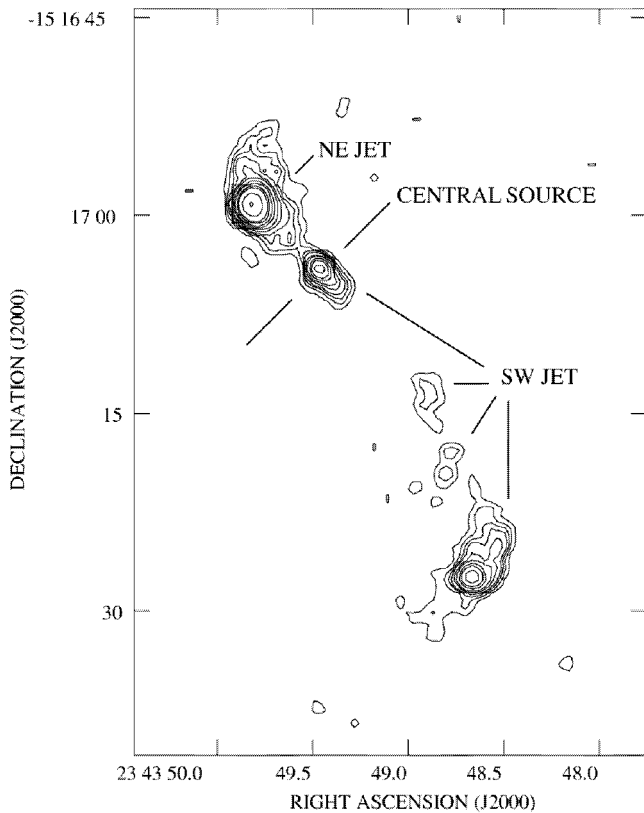 -15 16 45
NE JET
CENTRAL SOURCE
17 00
DECLINATION (J2000)
SW JET
15
30
23 43 50.0
49.5
49.0
48.5
48.0
RIGHT ASCENSION (J2000)